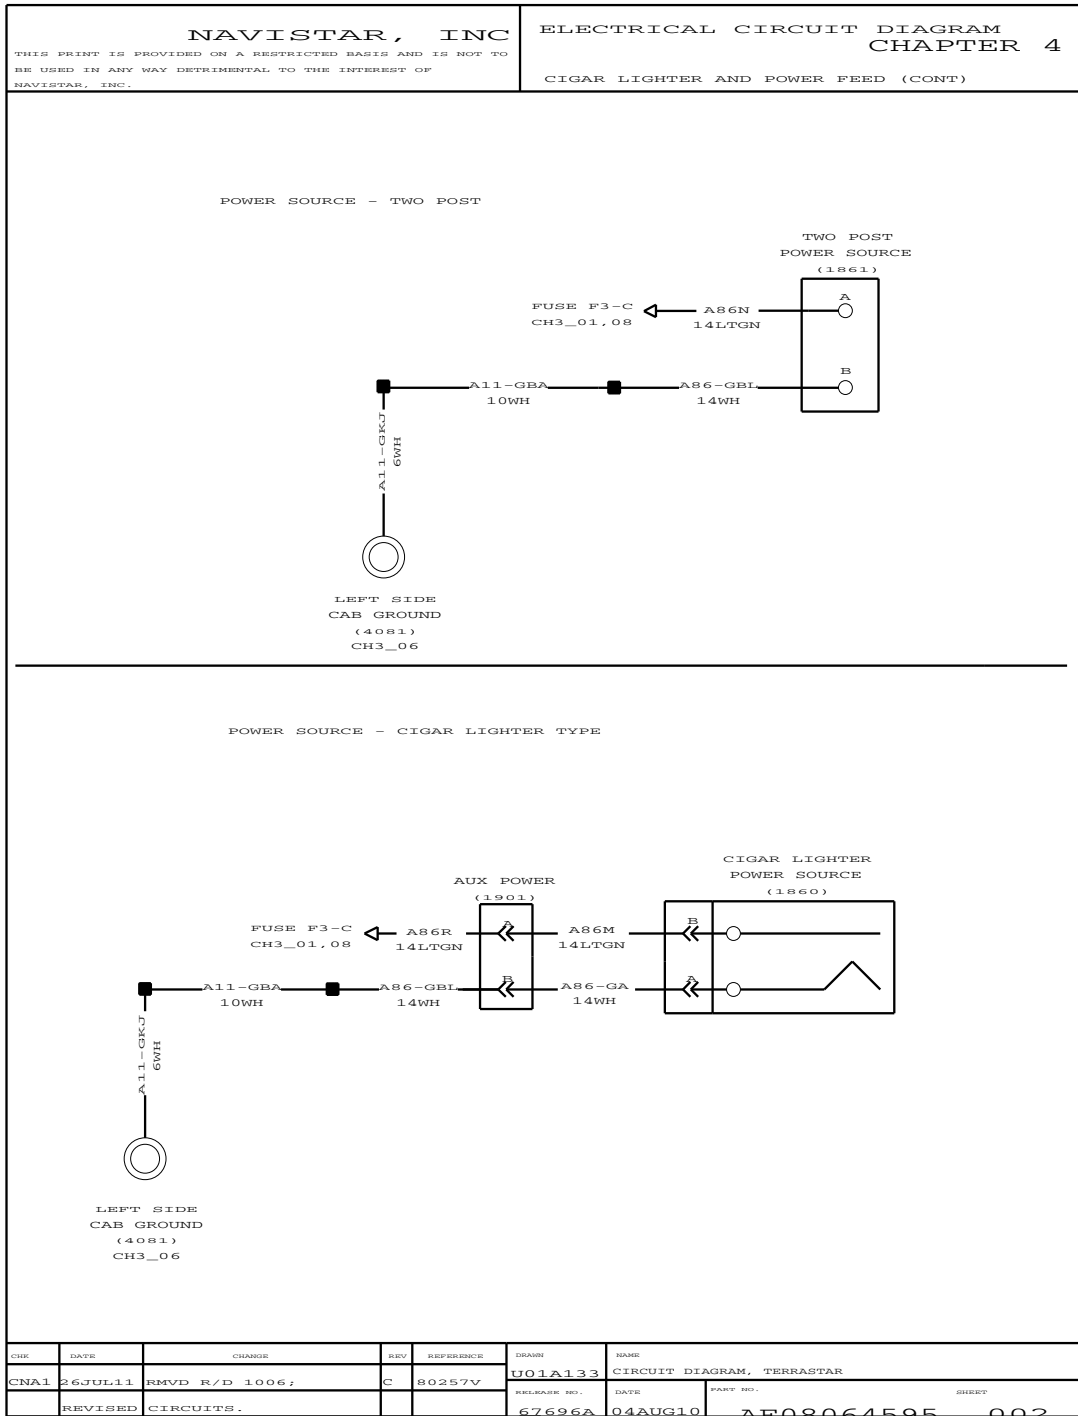 NAVISTAR, INC
THIS PRINT IS PROVIDED ON A RESTRICTED BASIS AND IS NOT TO
BE USED IN ANY WAY DETRIMENTAL TO THE INTEREST OF
NAVISTAR, INC.
ELECTRICAL CIRCUIT DIAGRAM
CHAPTER 4
CIGAR LIGHTER AND POWER FEED (CONT)
POWER SOURCE - TWO POST
TWO POST
POWER SOURCE
(1861)
A
FUSE F3-C
CH3_01,08
A86N
14LTGN
B
A11-GBA
10WH
A86-GBL
14WH
A11-GKJ
6WH
LEFT SIDE
CAB GROUND
(4081)
CH3_06
POWER SOURCE - CIGAR LIGHTER TYPE
CIGAR LIGHTER
POWER SOURCE
(1860)
AUX POWER
(1901)
FUSE F3-C
CH3_01,08
A86R
14LTGN
A
A86M
14LTGN
B
A11-GBA
10WH
A86-GBL
14WH
B
A86-GA
14WH
A
A11-GKJ
6WH
LEFT SIDE
CAB GROUND
(4081)
CH3_06
CHK DATE CHANGE REV REFERENCE
CNA1 26JUL11 RMVD R/D 1006; C 80257V
REVISED CIRCUITS.
DRAWN
U01A133
NAME
CIRCUIT DIAGRAM, TERRASTAR
RELEASE NO.
67696A
DATE
04AUG10
PART NO.
AF08064595
SHEET
002